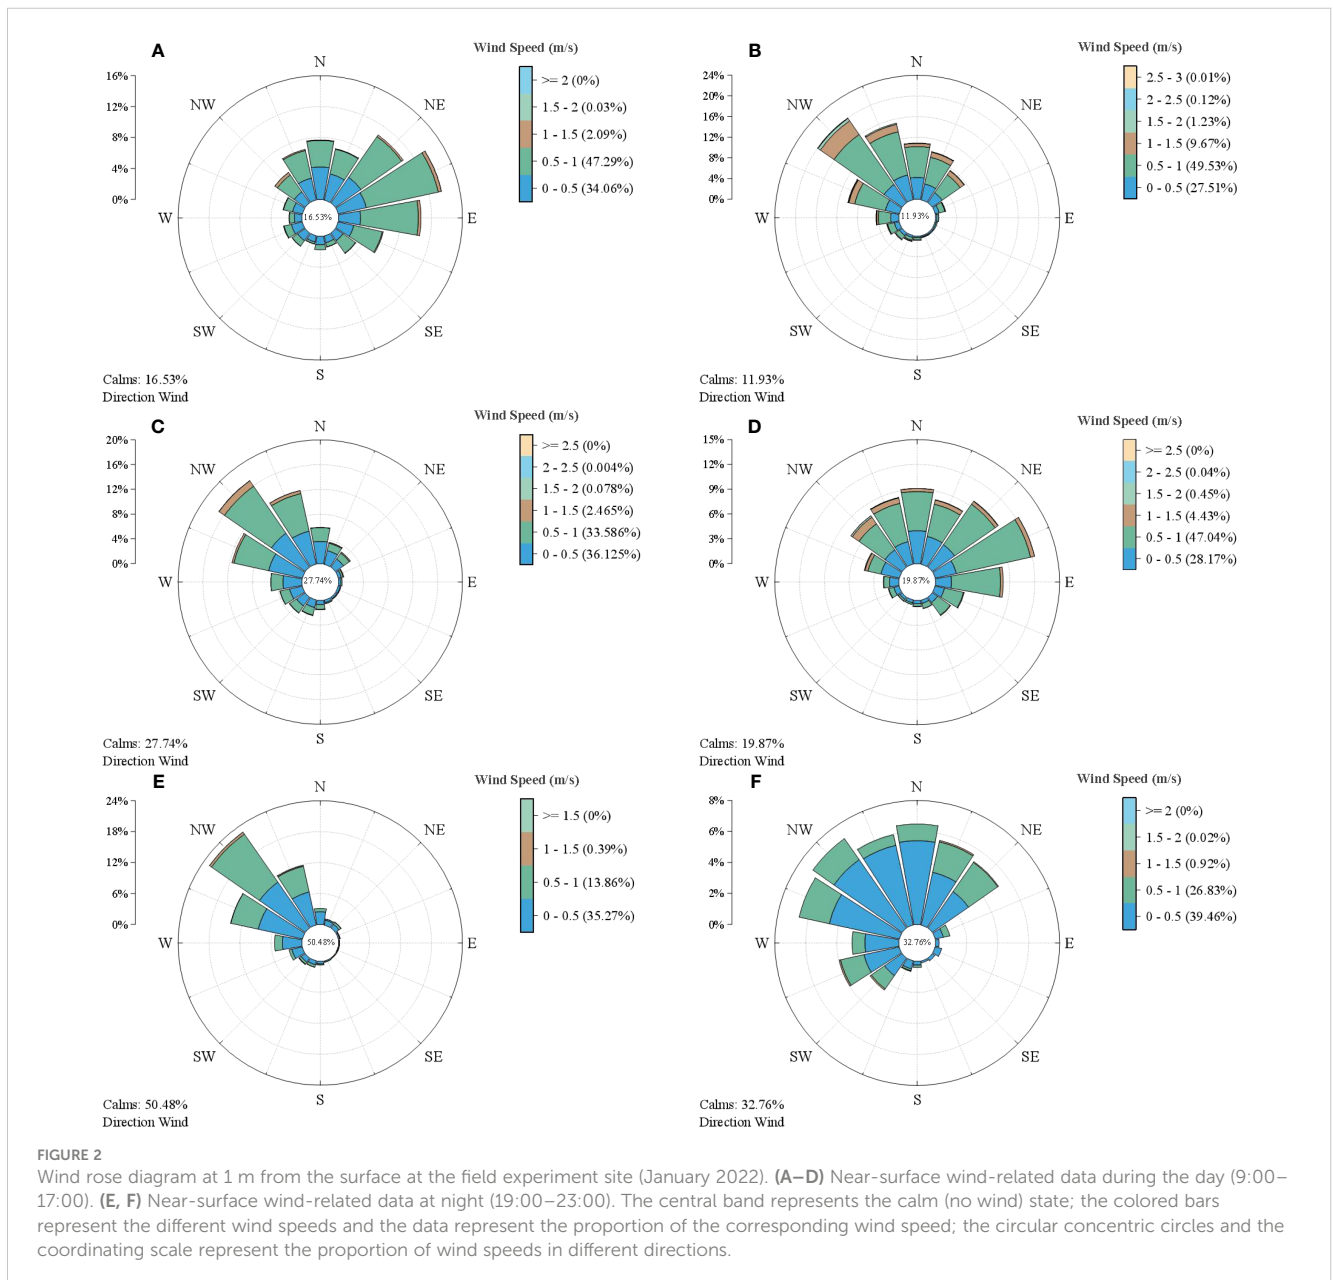 A
Wind Speed (m/s)
16%
12%
8%
4%
0%
N
NE
E
SE
S
SW
W
NW
16.53%
>= 2 (0%)
1.5 - 2 (0.03%)
1 - 1.5 (2.09%)
0.5 - 1 (47.29%)
0 - 0.5 (34.06%)
Calms: 16.53%
Direction Wind
B
Wind Speed (m/s)
24%
20%
16%
12%
8%
4%
0%
N
NE
E
SE
S
SW
W
NW
11.93%
2.5 - 3 (0.01%)
2 - 2.5 (0.12%)
1.5 - 2 (1.23%)
1 - 1.5 (9.67%)
0.5 - 1 (49.53%)
0 - 0.5 (27.51%)
Calms: 11.93%
Direction Wind
C
Wind Speed (m/s)
20%
16%
12%
8%
4%
0%
N
NE
E
SE
S
SW
W
NW
27.74%
>= 2.5 (0%)
2 - 2.5 (0.004%)
1.5 - 2 (0.078%)
1 - 1.5 (2.465%)
0.5 - 1 (33.586%)
0 - 0.5 (36.125%)
Calms: 27.74%
Direction Wind
D
Wind Speed (m/s)
15%
12%
9%
6%
3%
0%
N
NE
E
SE
S
SW
W
NW
19.87%
>= 2.5 (0%)
2 - 2.5 (0.04%)
1.5 - 2 (0.45%)
1 - 1.5 (4.43%)
0.5 - 1 (47.04%)
0 - 0.5 (28.17%)
Calms: 19.87%
Direction Wind
E
Wind Speed (m/s)
24%
18%
12%
6%
0%
N
NE
E
SE
S
SW
W
NW
50.48%
>= 1.5 (0%)
1 - 1.5 (0.39%)
0.5 - 1 (13.86%)
0 - 0.5 (35.27%)
Calms: 50.48%
Direction Wind
F
Wind Speed (m/s)
8%
6%
4%
2%
0%
N
NE
E
SE
S
SW
W
NW
32.76%
>= 2 (0%)
1.5 - 2 (0.02%)
1 - 1.5 (0.92%)
0.5 - 1 (26.83%)
0 - 0.5 (39.46%)
Calms: 32.76%
Direction Wind
FIGURE 2
Wind rose diagram at 1 m from the surface at the field experiment site (January 2022). (A–D) Near-surface wind-related data during the day (9:00–
17:00). (E, F) Near-surface wind-related data at night (19:00–23:00). The central band represents the calm (no wind) state; the colored bars
represent the different wind speeds and the data represent the proportion of the corresponding wind speed; the circular concentric circles and the
coordinating scale represent the proportion of wind speeds in different directions.